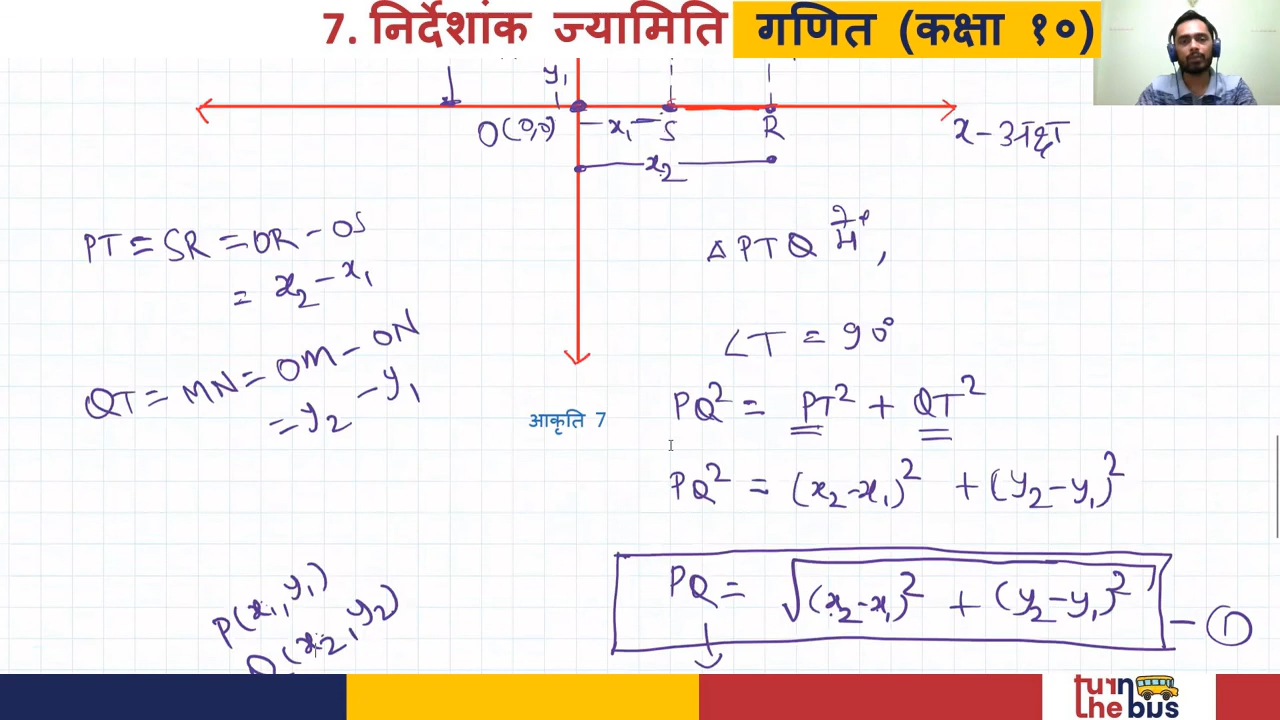 7. निर्देशांक ज्यामिति गणित (कक्षा १०)
y₁
O(0,0) x₁ S R x-अक्ष
x₂
PT = SR = OR - OS
= x₂ - x₁
QT = MN = OM - ON
= y₂ - y₁
आकृति 7
△PTQ में,
∠T = 90°
PQ² = PT² + QT²
PQ² = (x₂-x₁)² + (y₂-y₁)²
PQ = √(x₂-x₁)² + (y₂-y₁)² - ①
P(x₁, y₁)
Q(x₂, y₂)
turn
the bus